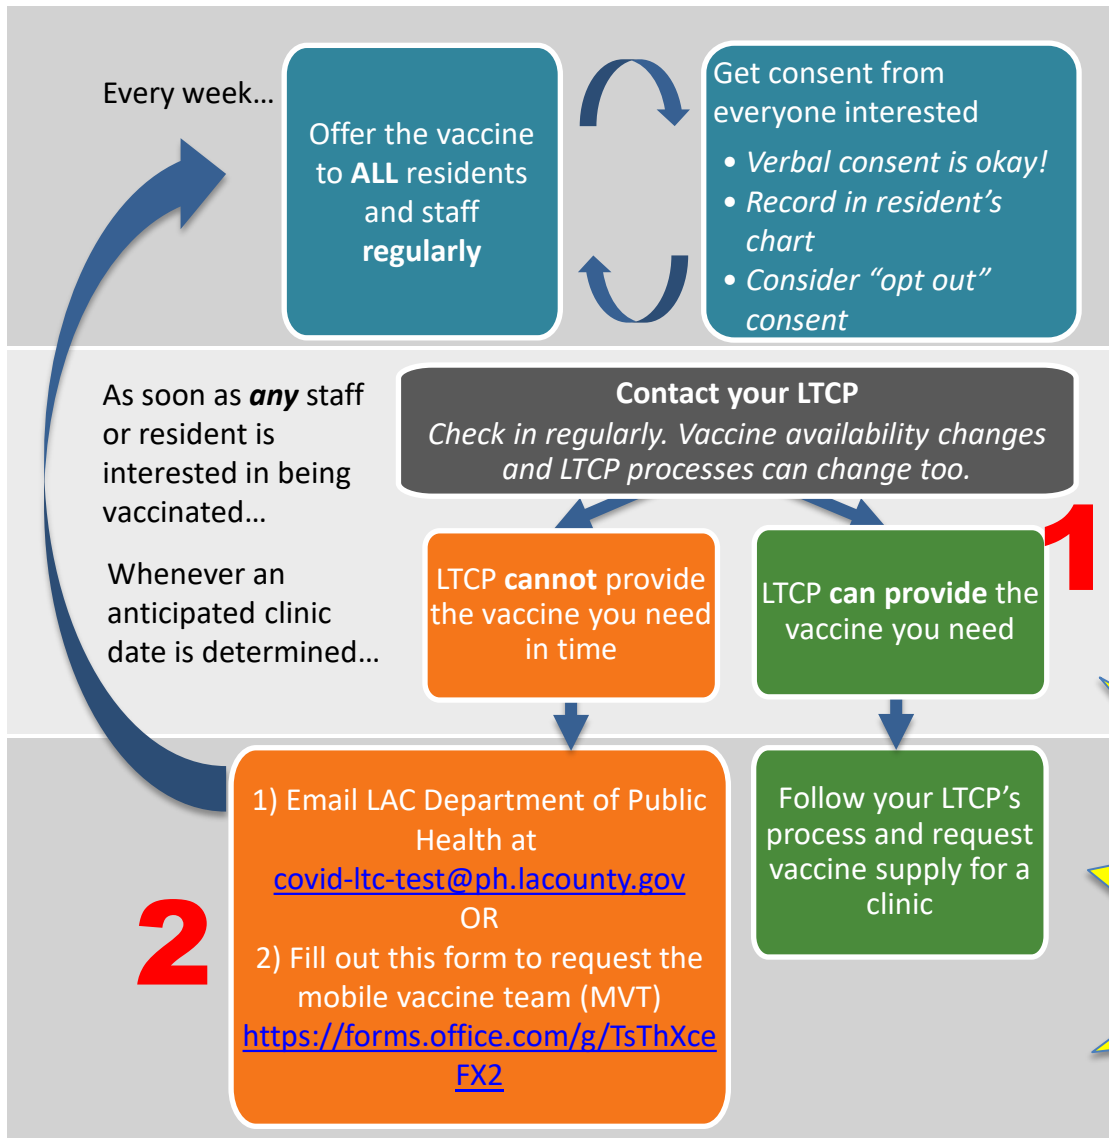 Every week…
Offer the vaccine
to ALL residents
and staff
regularly
Get consent from
everyone interested
• Verbal consent is okay!
• Record in resident’s
chart
• Consider “opt out”
consent
As soon as any staff
or resident is
interested in being
vaccinated…
Whenever an
anticipated clinic
date is determined…
Contact your LTCP
Check in regularly. Vaccine availability changes
and LTCP processes can change too.
LTCP cannot provide
the vaccine you need
in time
LTCP can provide the
vaccine you need
1
2
1) Email LAC Department of Public
Health at
covid-ltc-test@ph.lacounty.gov
OR
2) Fill out this form to request the
mobile vaccine team (MVT)
https://forms.office.com/g/TsThXce
FX2
Follow your LTCP’s
process and request
vaccine supply for a
clinic